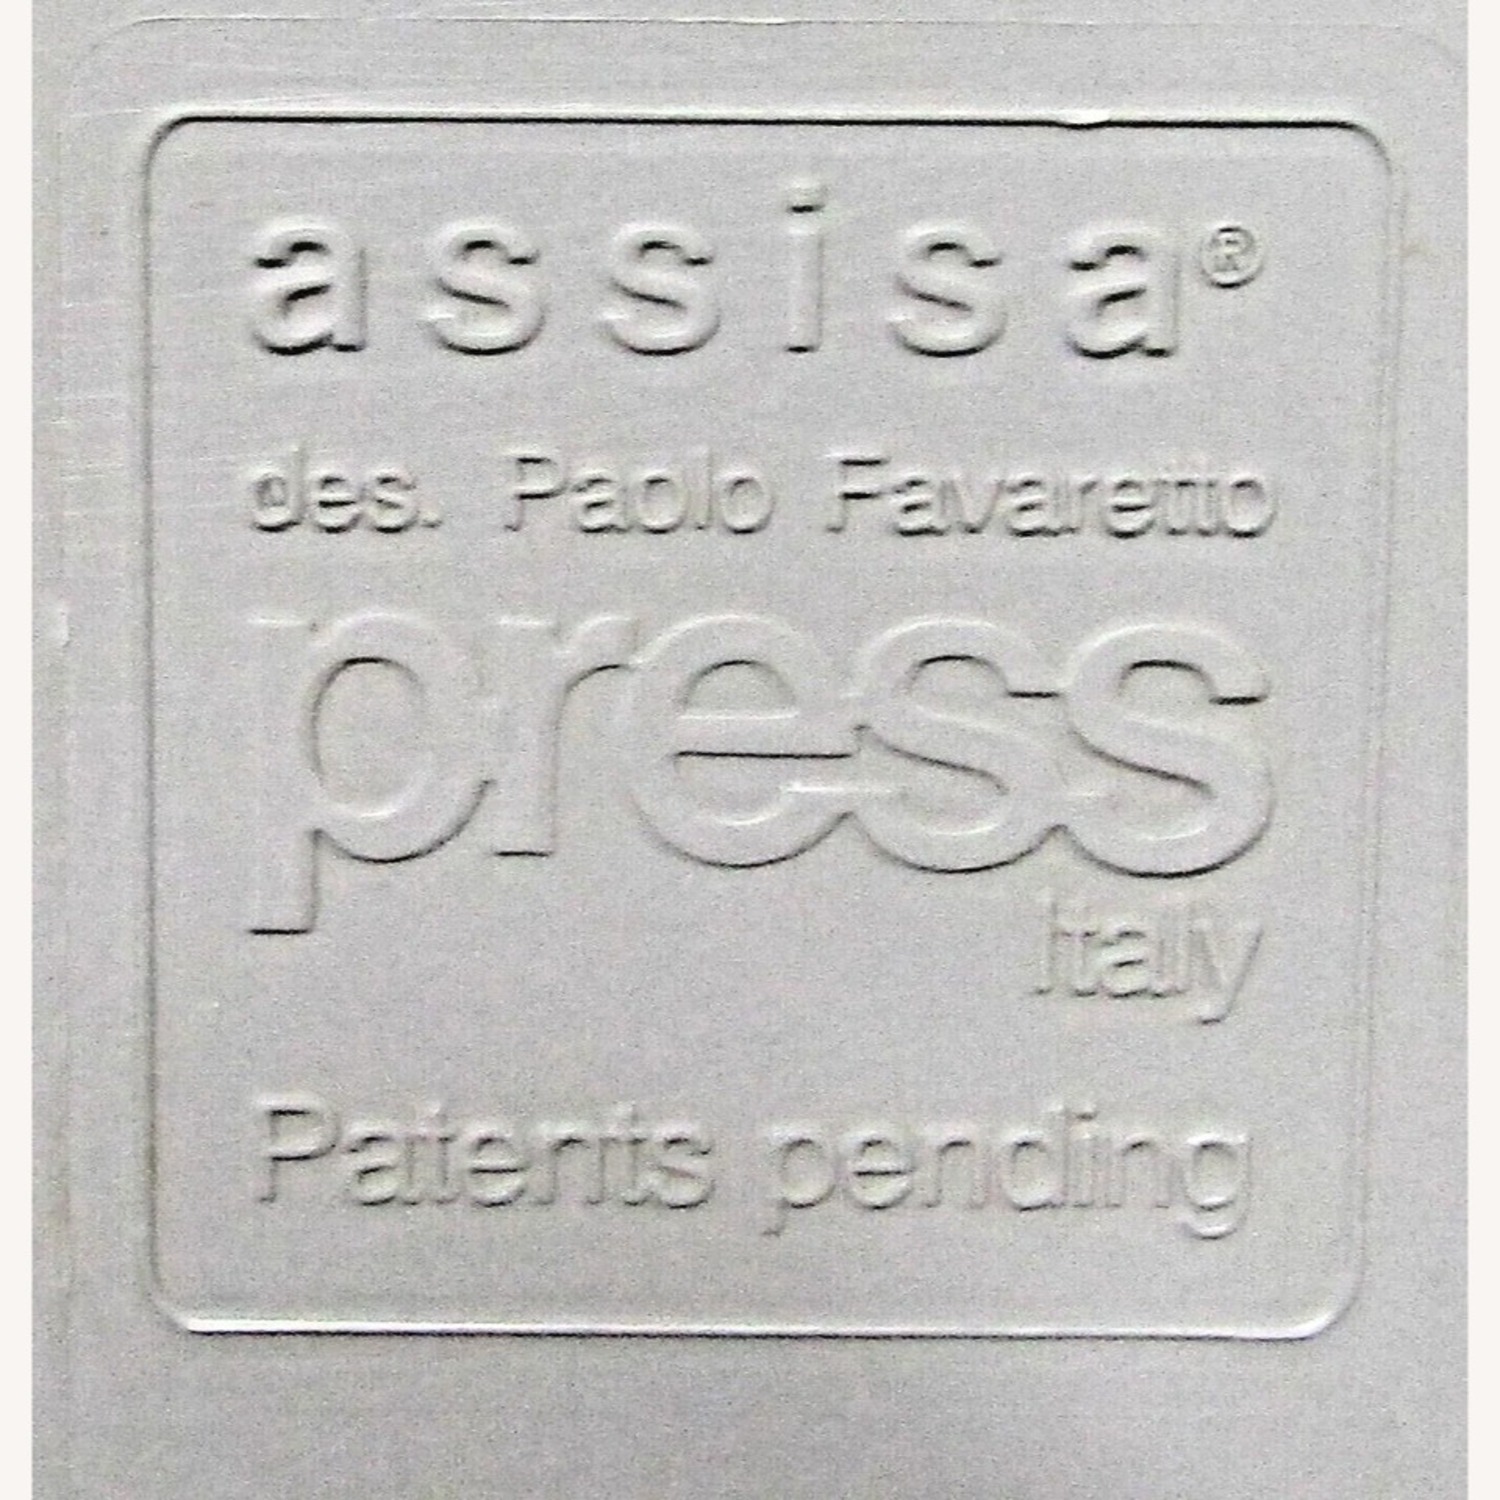 assisa®
des. Paolo Favaretto
press
Italy
Patents pending